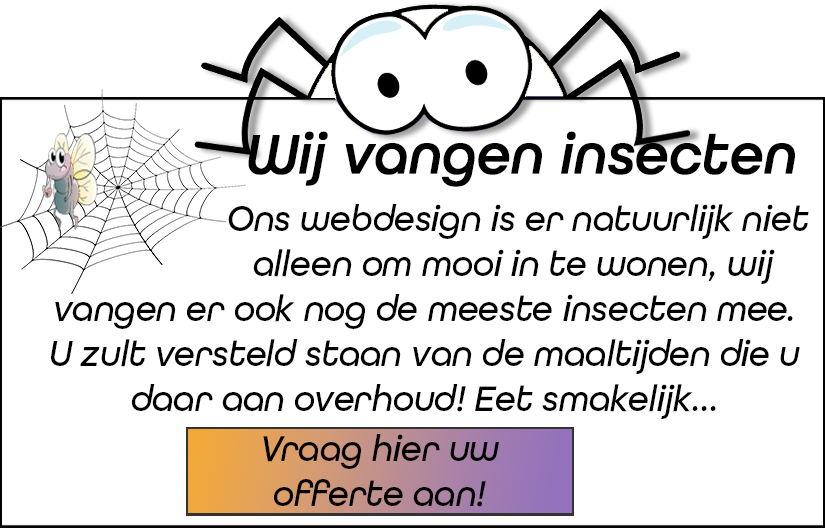 Wij vangen insecten
Ons webdesign is er natuurlijk niet
alleen om mooi in te wonen, wij
vangen er ook nog de meeste insecten mee.
U zult versteld staan van de maaltijden die u
daar aan overhoud! Eet smakelijk...
Vraag hier uw
offerte aan!